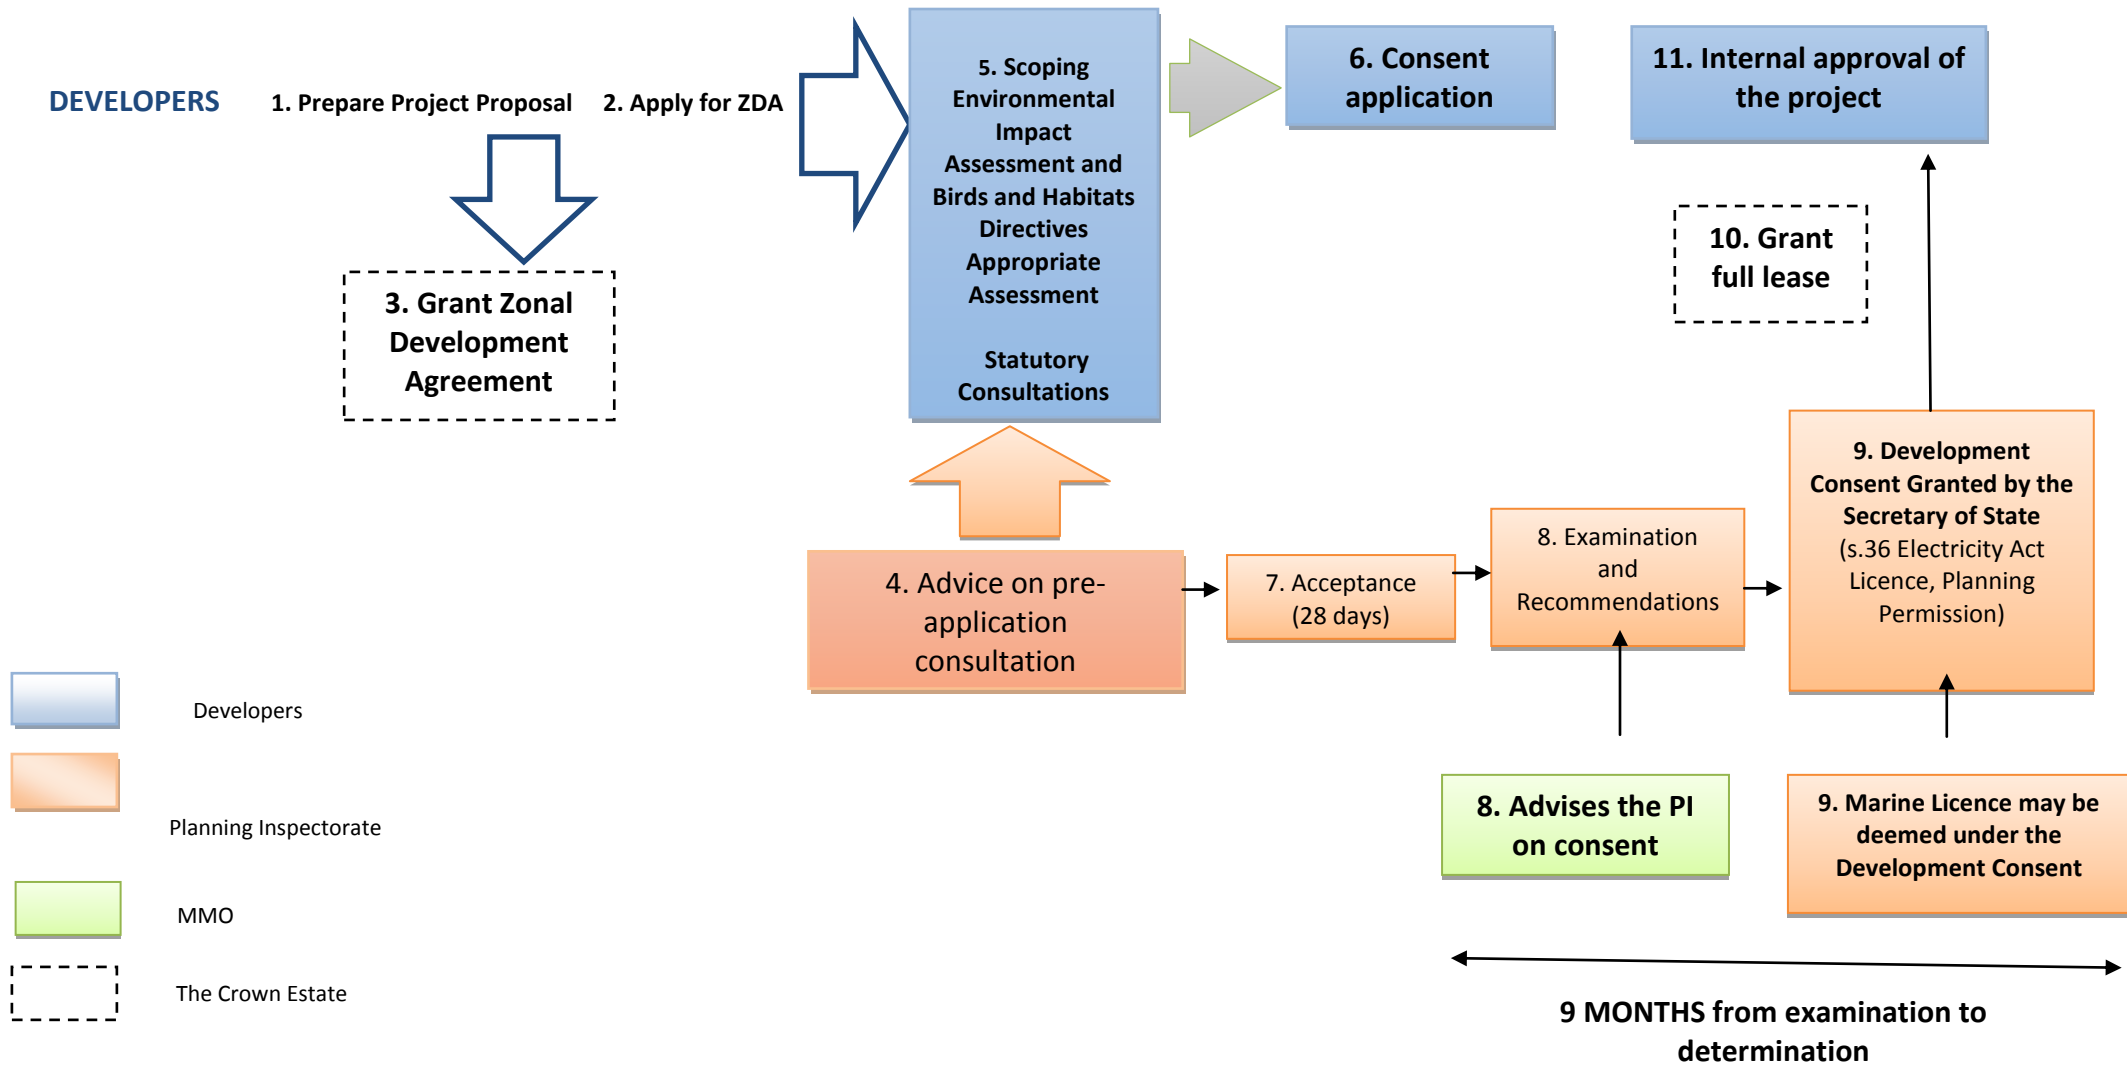 DEVELOPERS
1. Prepare Project Proposal
2. Apply for ZDA
3. Grant Zonal
Development
Agreement
5. Scoping
Environmental
Impact
Assessment and
Birds and Habitats
Directives
Appropriate
Assessment
Statutory
Consultations
6. Consent
application
11. Internal approval of
the project
10. Grant
full lease
4. Advice on pre-
application
consultation
7. Acceptance
(28 days)
8. Examination
and
Recommendations
9. Development
Consent Granted by the
Secretary of State
(s.36 Electricity Act
Licence, Planning
Permission)
8. Advises the PI
on consent
9. Marine Licence may be
deemed under the
Development Consent
9 MONTHS from examination to
determination
Developers
Planning Inspectorate
MMO
The Crown Estate